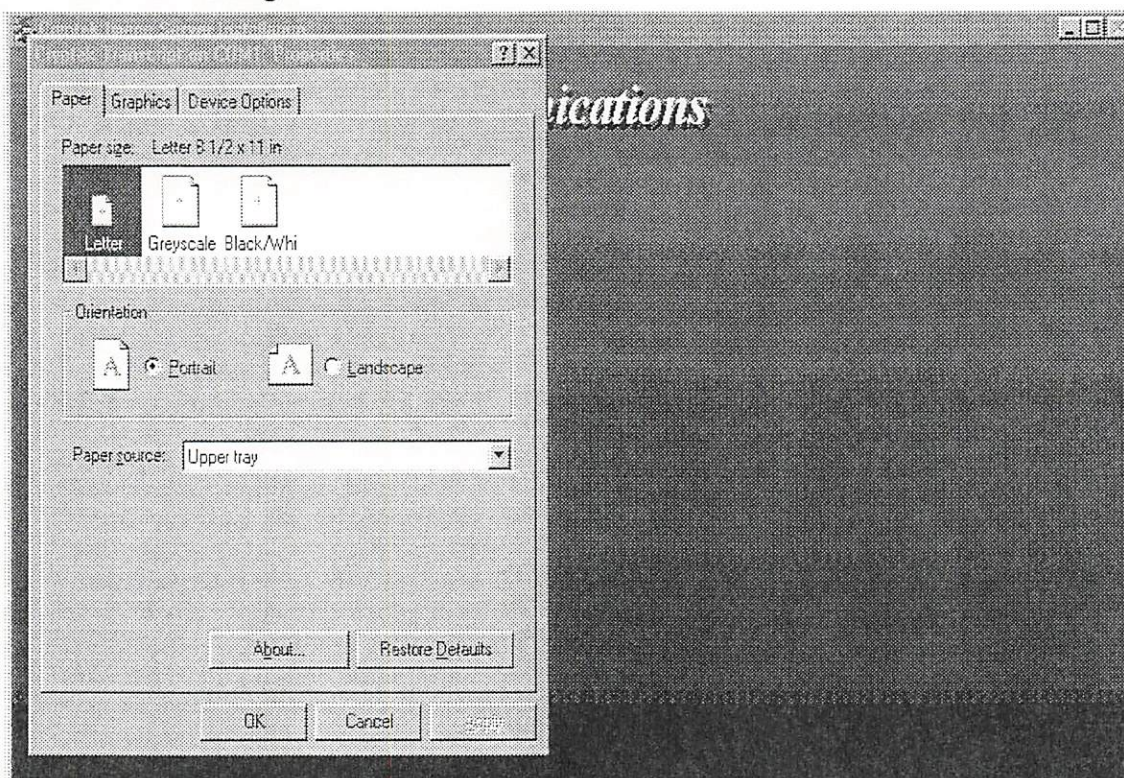 ications
Paper Graphics Device Options
Paper size: Letter 8 1/2 x 11 in
Letter Greyscale Black/Whi
Orientation
A Portrait A Landscape
Paper source: Upper tray
About... Restore Defaults
OK Cancel Apply